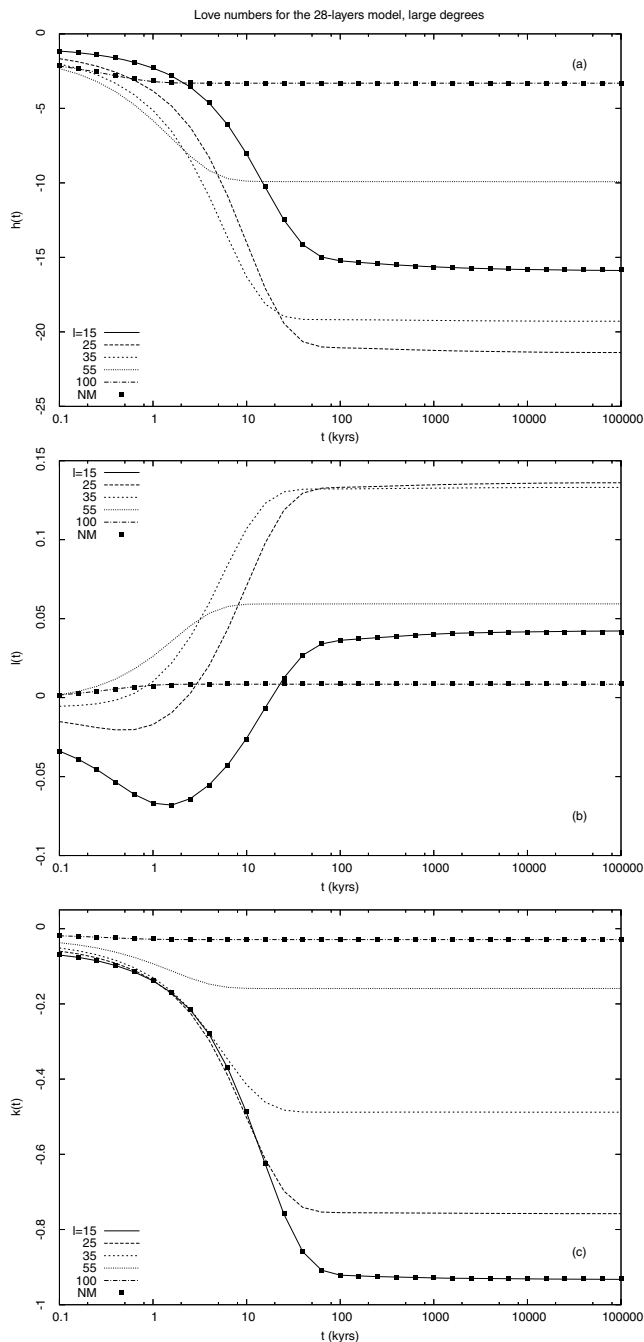 Love numbers for the 28-layers model, large degrees
0
-5
-10
-15
-20
-25
h(t)
(a)
l=15
25
35
55
100
NM
0.1 1 10 100 1000 10000 100000
t (kyrs)
0.15
0.1
0.05
0
-0.05
-0.1
l(t)
l=15
25
35
55
100
NM
(b)
0.1 1 10 100 1000 10000 100000
t (kyrs)
0
-0.2
-0.4
-0.6
-0.8
-1
k(t)
l=15
25
35
55
100
NM
(c)
0.1 1 10 100 1000 10000 100000
t (kyrs)